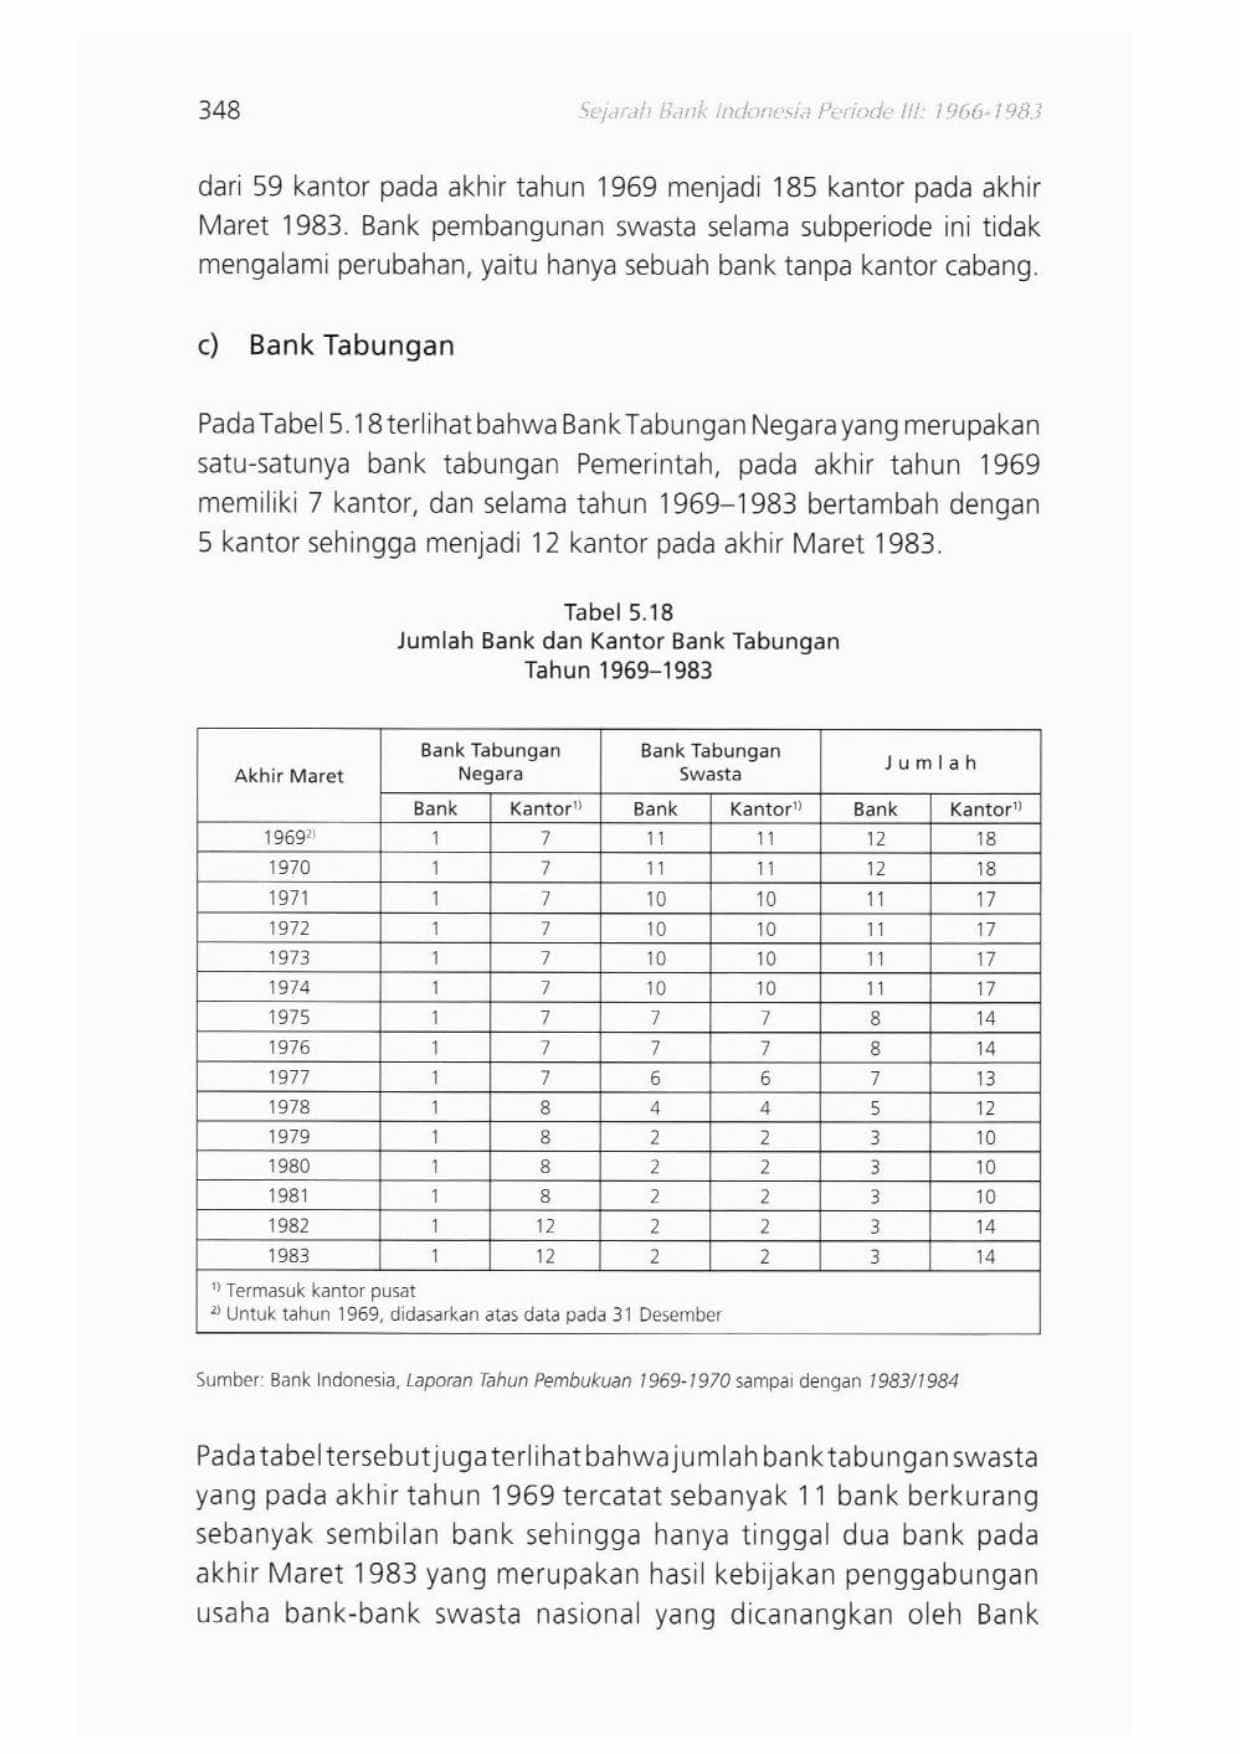 348
Sejarah Bank Indonesia Periode III: 1966-1983
dari 59 kantor pada akhir tahun 1969 menjadi 185 kantor pada akhir
Maret 1983. Bank pembangunan swasta selama subperiode ini tidak
mengalami perubahan, yaitu hanya sebuah bank tanpa kantor cabang.
c) Bank Tabungan
Pada Tabel 5.18 terlihat bahwa Bank Tabungan Negara yang merupakan
satu-satunya bank tabungan Pemerintah, pada akhir tahun 1969
memiliki 7 kantor, dan selama tahun 1969–1983 bertambah dengan
5 kantor sehingga menjadi 12 kantor pada akhir Maret 1983.
Tabel 5.18
Jumlah Bank dan Kantor Bank Tabungan
Tahun 1969–1983
Akhir Maret | Bank Tabungan Negara | Bank Tabungan Swasta | Jumlah
Bank | Kantor¹⁾ | Bank | Kantor¹⁾ | Bank | Kantor¹⁾
1969²⁾ | 1 | 7 | 11 | 11 | 12 | 18
1970 | 1 | 7 | 11 | 11 | 12 | 18
1971 | 1 | 7 | 10 | 10 | 11 | 17
1972 | 1 | 7 | 10 | 10 | 11 | 17
1973 | 1 | 7 | 10 | 10 | 11 | 17
1974 | 1 | 7 | 10 | 10 | 11 | 17
1975 | 1 | 7 | 7 | 7 | 8 | 14
1976 | 1 | 7 | 7 | 7 | 8 | 14
1977 | 1 | 7 | 6 | 6 | 7 | 13
1978 | 1 | 8 | 4 | 4 | 5 | 12
1979 | 1 | 8 | 2 | 2 | 3 | 10
1980 | 1 | 8 | 2 | 2 | 3 | 10
1981 | 1 | 8 | 2 | 2 | 3 | 10
1982 | 1 | 12 | 2 | 2 | 3 | 14
1983 | 1 | 12 | 2 | 2 | 3 | 14
¹⁾ Termasuk kantor pusat
²⁾ Untuk tahun 1969, didasarkan atas data pada 31 Desember
Sumber: Bank Indonesia, Laporan Tahun Pembukuan 1969-1970 sampai dengan 1983/1984
Pada tabel tersebut juga terlihat bahwa jumlah bank tabungan swasta
yang pada akhir tahun 1969 tercatat sebanyak 11 bank berkurang
sebanyak sembilan bank sehingga hanya tinggal dua bank pada
akhir Maret 1983 yang merupakan hasil kebijakan penggabungan
usaha bank-bank swasta nasional yang dicanangkan oleh Bank